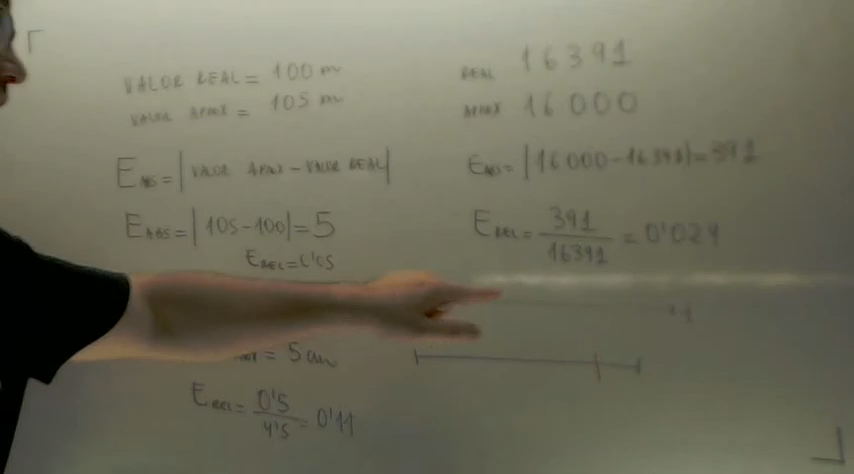 VALOR REAL = 100 m
VALOR APROX = 105 m
E ABS = | VALOR APROX - VALOR REAL |
E ABS = | 105 - 100 | = 5
E REL = 0'05
= 5 cm
E REL = 0'5 / 4'5 = 0'11
REAL 16391
APROX 16000
E ABS = | 16000 - 16391 | = 391
E REL = 391 / 16391 = 0'024